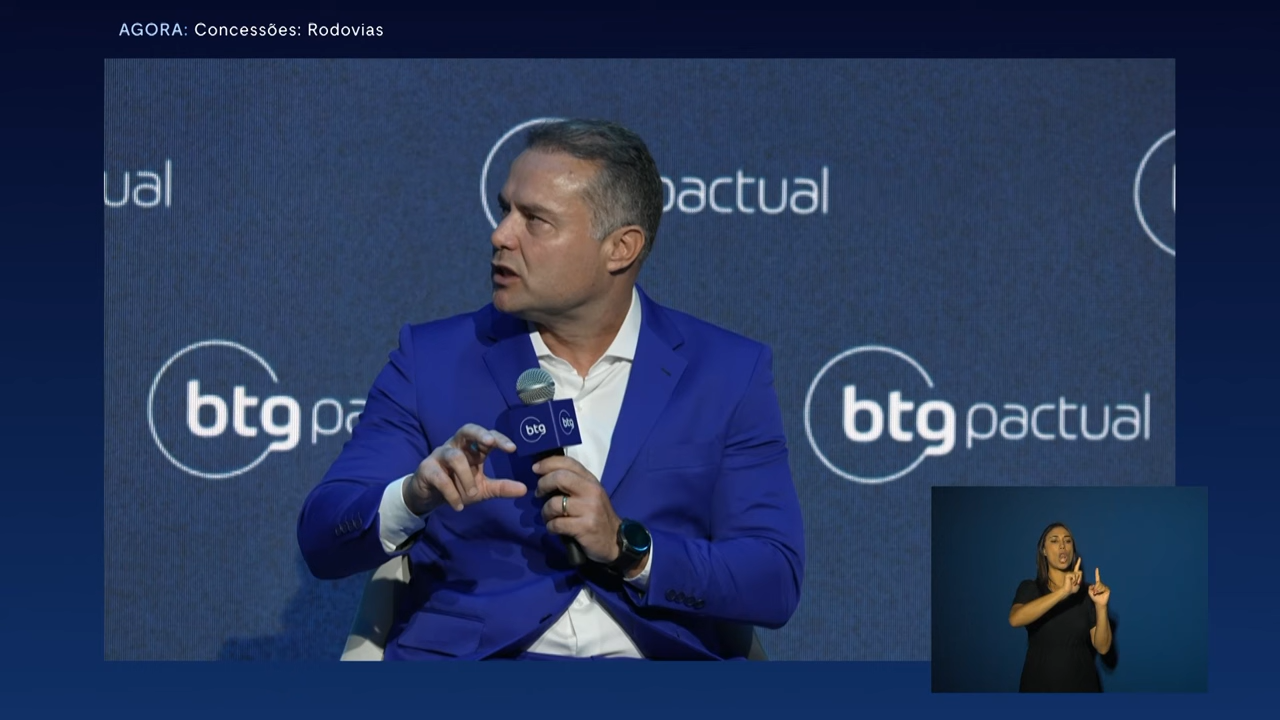 AGORA: Concessões: Rodovias
ual
pactual
btg pa
btg
btg
btg pactual